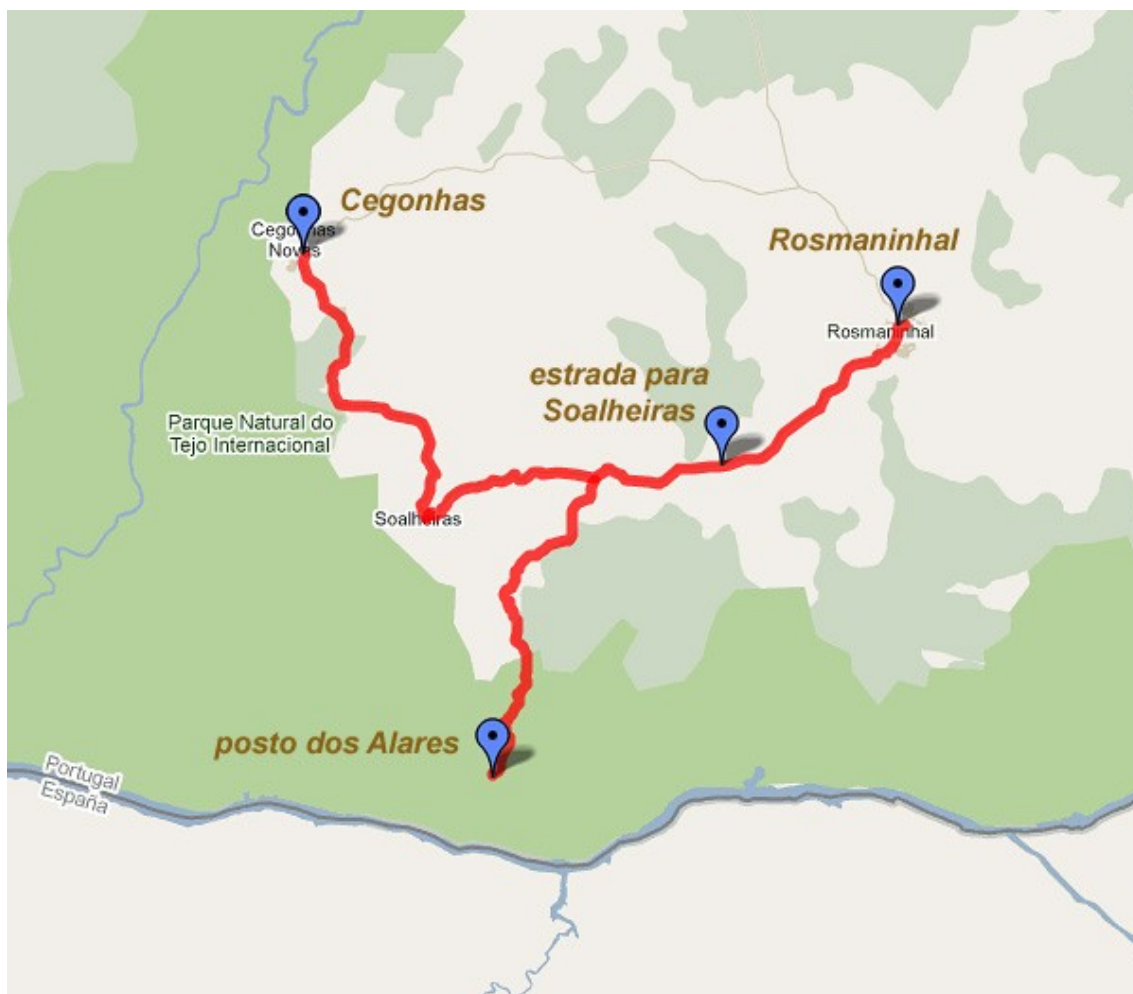 Cegonhas
Cegonhas
Novas
Rosmaninhal
Rosmaninhal
estrada para
Soalheiras
Parque Natural do
Tejo Internacional
Soalheiras
posto dos Alares
Portugal
España